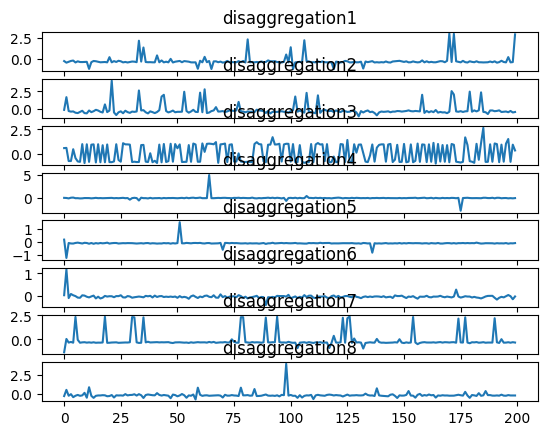 disaggregation1
2.5
0.0
disaggregation2
2.5
0.0
disaggregation3
2.5
0.0
disaggregation4
5
0
disaggregation5
1
0
−1
disaggregation6
1
0
disaggregation7
2.5
0.0
disaggregation8
2.5
0.0
0 25 50 75 100 125 150 175 200